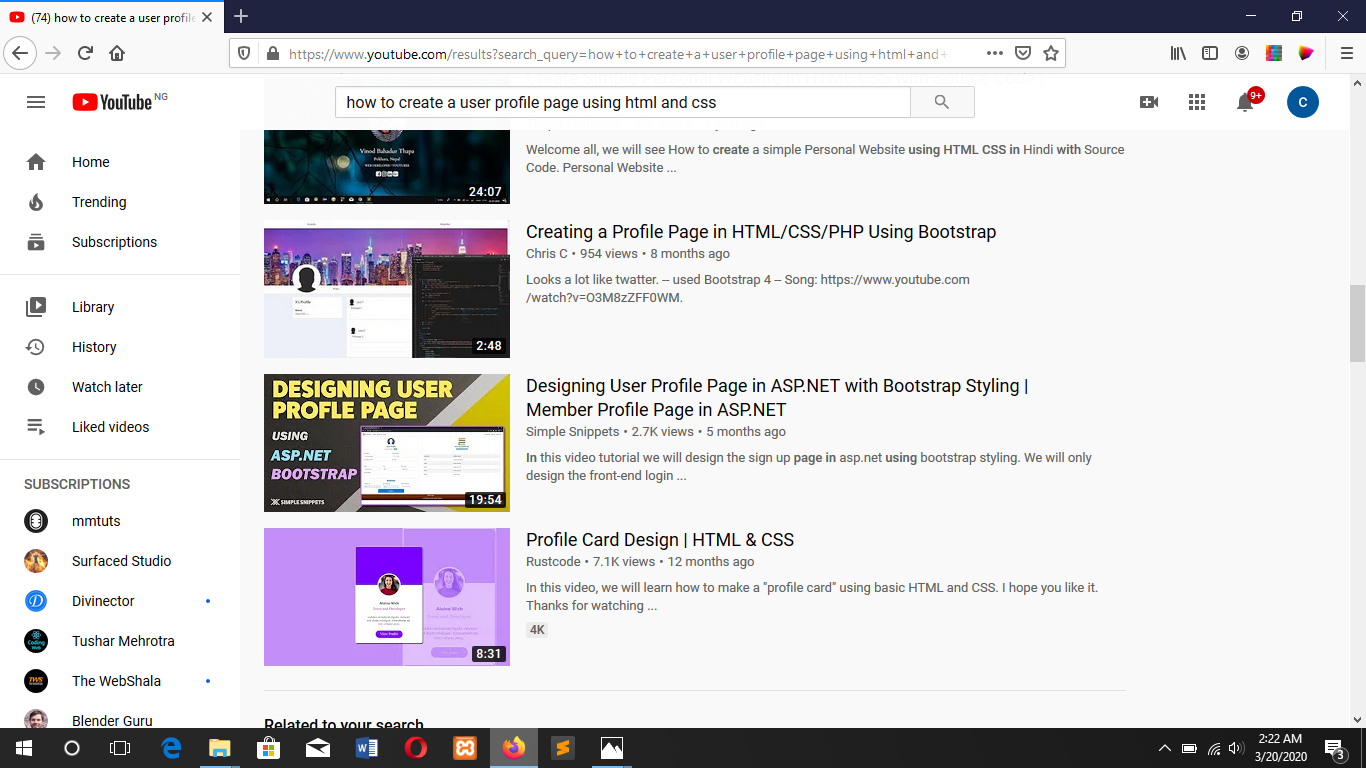 (74) how to create a user profile
https://www.youtube.com/results?search_query=how+to+create+a+user+profile+page+using+html+and+
YouTube NG
how to create a user profile page using html and css
9+
C
Home
Trending
Subscriptions
Library
History
Watch later
Liked videos
SUBSCRIPTIONS
mmtuts
Surfaced Studio
Divinector
Tushar Mehrotra
The WebShala
Blender Guru
Vinod Bahadur Thapa
Pokhara, Nepal
24:07
Welcome all, we will see How to create a simple Personal Website using HTML CSS in Hindi with Source
Code. Personal Website ...
2:48
Creating a Profile Page in HTML/CSS/PHP Using Bootstrap
Chris C • 954 views • 8 months ago
Looks a lot like twatter. -- used Bootstrap 4 -- Song: https://www.youtube.com
/watch?v=O3M8zZFF0WM.
DESIGNING USER
PROFLE PAGE
USING
ASP.NET
BOOTSTRAP
SIMPLE SNIPPETS
19:54
Designing User Profile Page in ASP.NET with Bootstrap Styling |
Member Profile Page in ASP.NET
Simple Snippets • 2.7K views • 5 months ago
In this video tutorial we will design the sign up page in asp.net using bootstrap styling. We will only
design the front-end login ...
8:31
Profile Card Design | HTML & CSS
Rustcode • 7.1K views • 12 months ago
In this video, we will learn how to make a "profile card" using basic HTML and CSS. I hope you like it.
Thanks for watching ...
4K
Related to your search
2:22 AM
3/20/2020
3